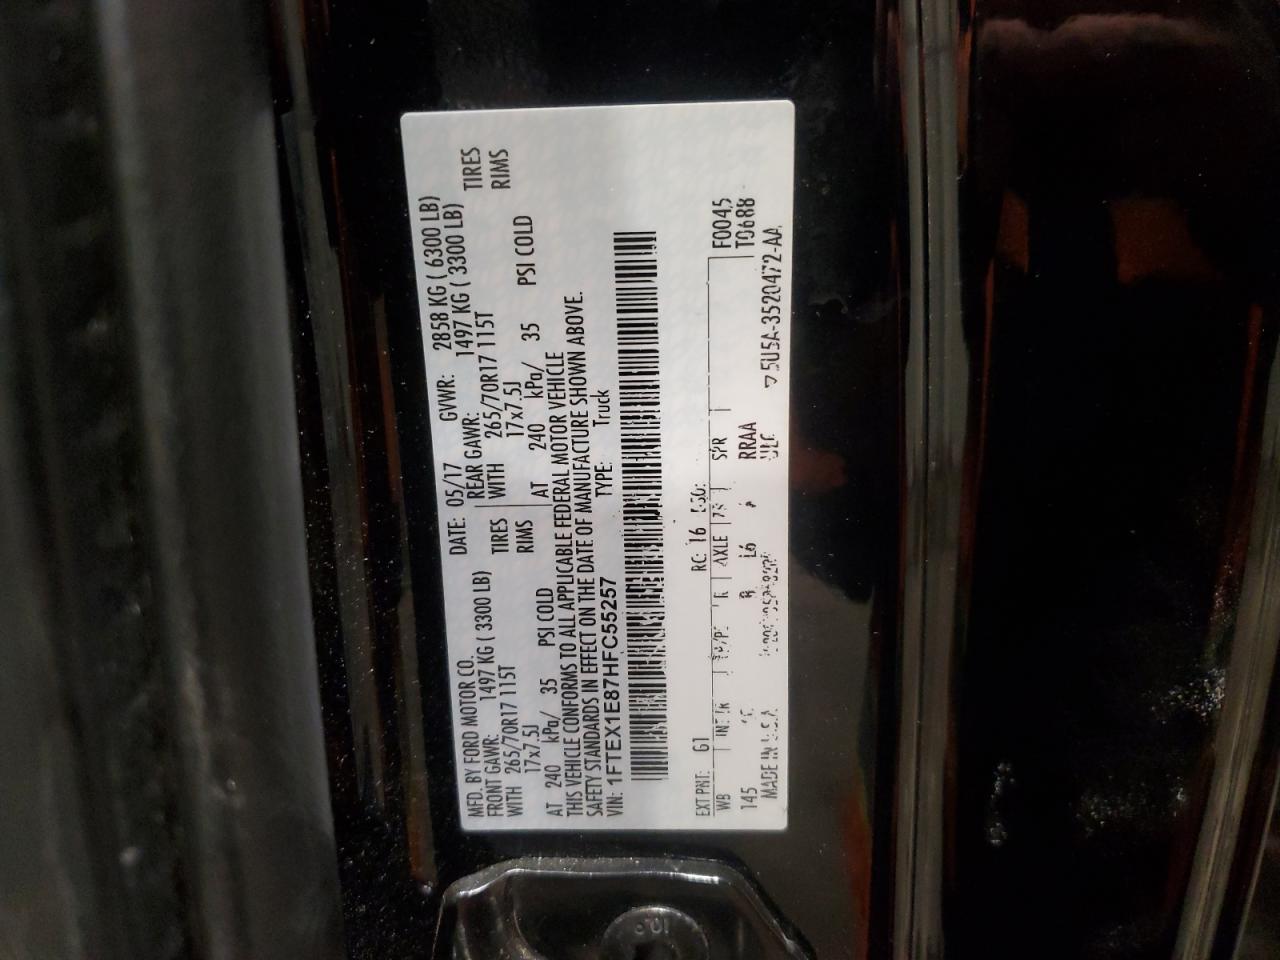 MFD. BY FORD MOTOR CO.
DATE: 05/17 GVWR: 2858 KG ( 6300 LB)
FRONT GAWR: 1497 KG ( 3300 LB)
REAR GAWR: 1497 KG ( 3300 LB)
WITH 265/70R17 115T TIRES
WITH 265/70R17 115T TIRES
17x7.5J RIMS
17x7.5J RIMS
AT 240 kPa/ 35 PSI COLD
AT 240 kPa/ 35 PSI COLD
THIS VEHICLE CONFORMS TO ALL APPLICABLE FEDERAL MOTOR VEHICLE
SAFETY STANDARDS IN EFFECT ON THE DATE OF MANUFACTURE SHOWN ABOVE.
VIN: 1FTEX1E87HFC55257 TYPE: Truck
EXT PNT: G1 RC: 16
WB AXLE SPR F0045
145 B L6 RRAA T0688
MADE IN U.S.A. 5U5A-3520472-AA